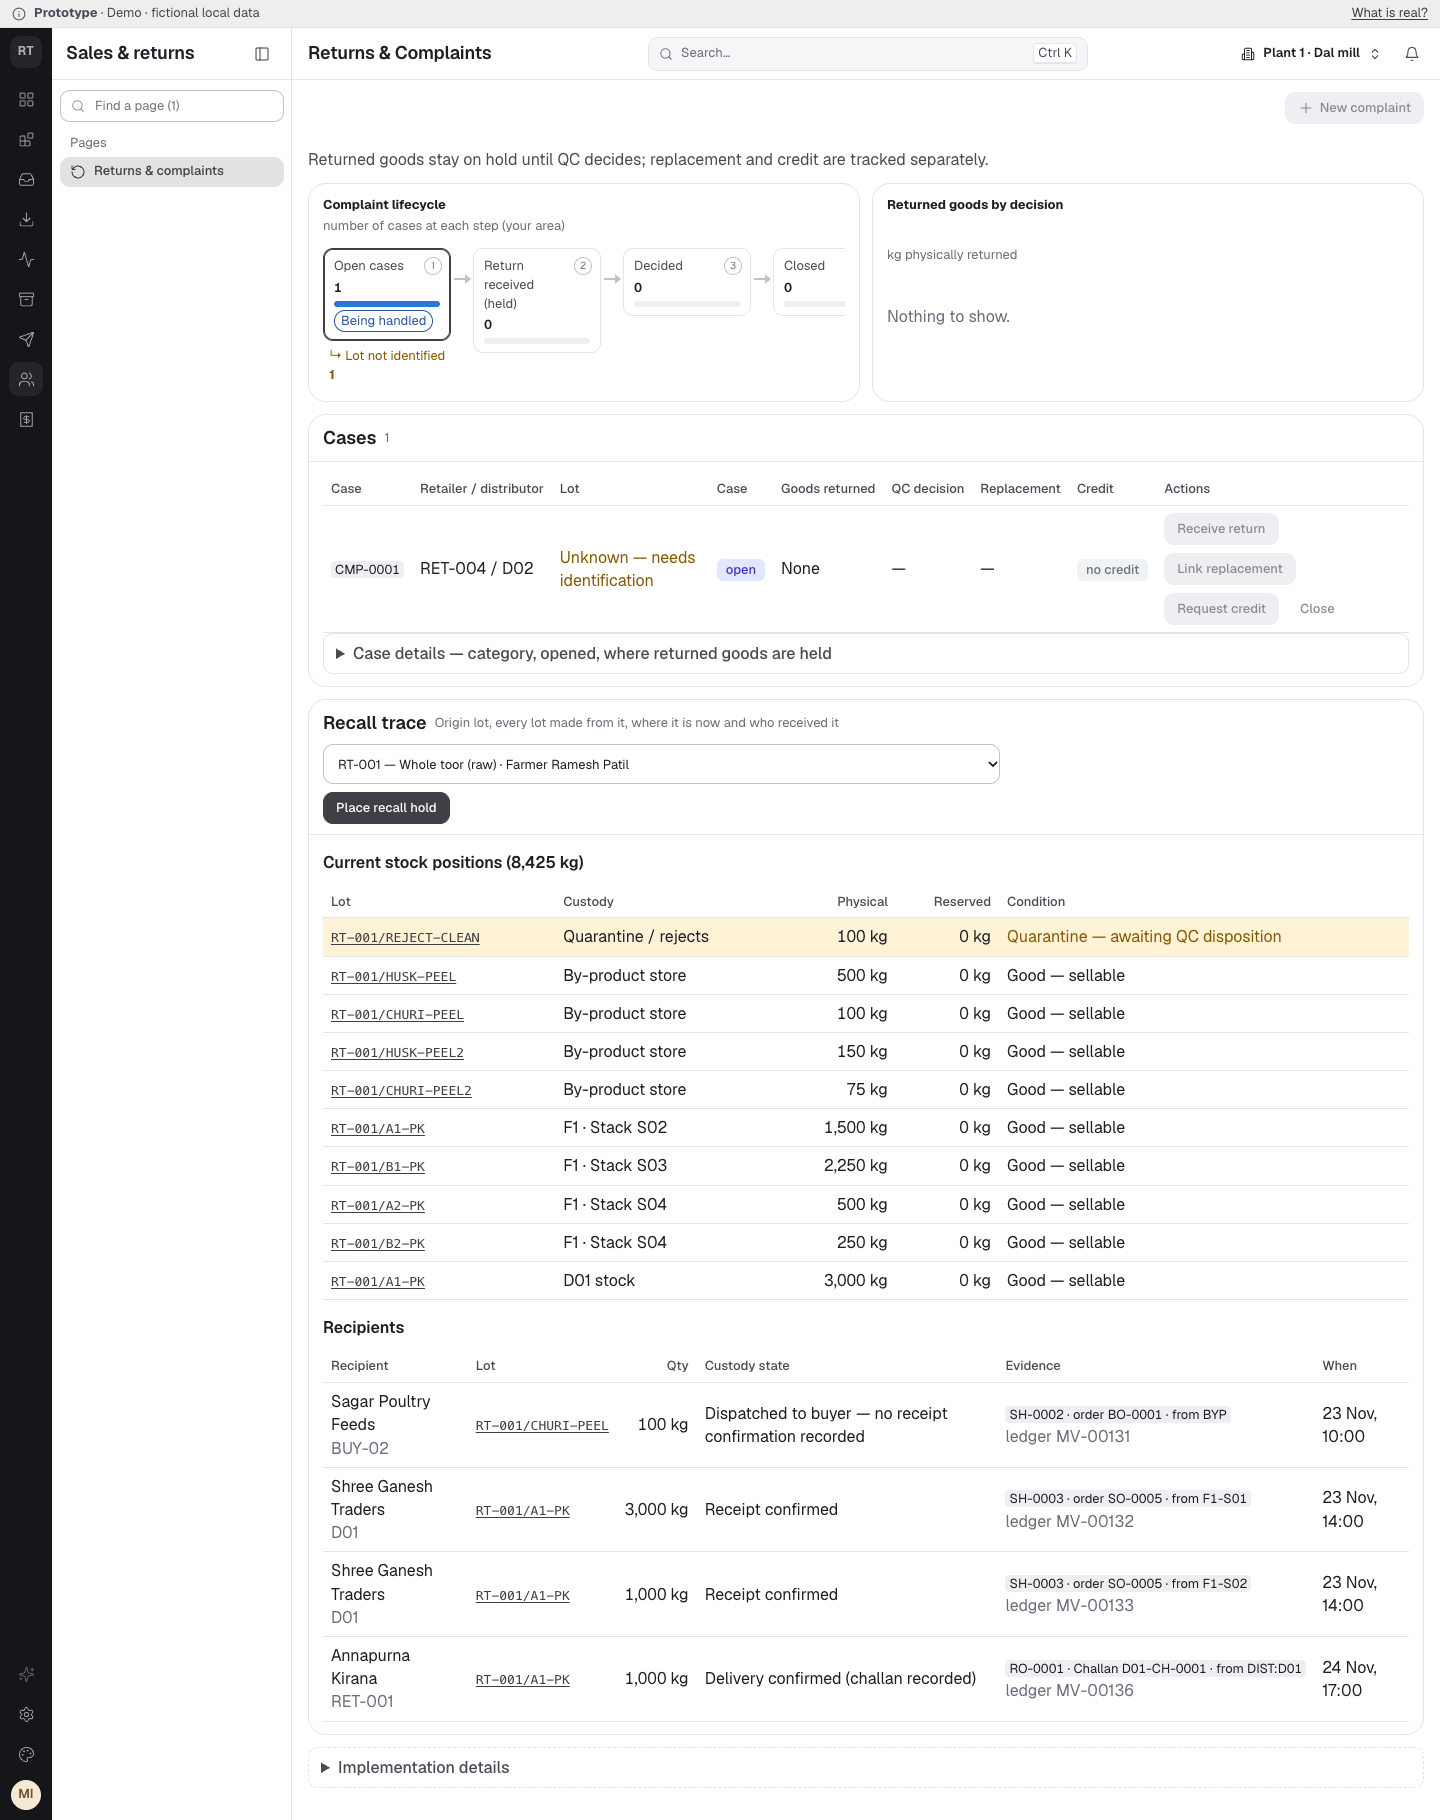 Prototype · Demo · fictional local data
What is real?
RT
Sales & returns
Returns & Complaints
Search...
Ctrl K
Plant 1 · Dal mill
Find a page (1)
Pages
Returns & complaints
New complaint
Returned goods stay on hold until QC decides; replacement and credit are tracked separately.
Complaint lifecycle
number of cases at each step (your area)
Open cases 1
1
Being handled
↳ Lot not identified
1
Return received (held) 2
0
Decided 3
0
Closed
0
Returned goods by decision
kg physically returned
Nothing to show.
Cases 1
Case Retailer / distributor Lot Case Goods returned QC decision Replacement Credit Actions
CMP-0001 RET-004 / D02 Unknown — needs identification open None — — no credit
Receive return
Link replacement
Request credit Close
Case details — category, opened, where returned goods are held
Recall trace Origin lot, every lot made from it, where it is now and who received it
RT-001 — Whole toor (raw) · Farmer Ramesh Patil
Place recall hold
Current stock positions (8,425 kg)
Lot Custody Physical Reserved Condition
RT-001/REJECT-CLEAN Quarantine / rejects 100 kg 0 kg Quarantine — awaiting QC disposition
RT-001/HUSK-PEEL By-product store 500 kg 0 kg Good — sellable
RT-001/CHURI-PEEL By-product store 100 kg 0 kg Good — sellable
RT-001/HUSK-PEEL2 By-product store 150 kg 0 kg Good — sellable
RT-001/CHURI-PEEL2 By-product store 75 kg 0 kg Good — sellable
RT-001/A1-PK F1 · Stack S02 1,500 kg 0 kg Good — sellable
RT-001/B1-PK F1 · Stack S03 2,250 kg 0 kg Good — sellable
RT-001/A2-PK F1 · Stack S04 500 kg 0 kg Good — sellable
RT-001/B2-PK F1 · Stack S04 250 kg 0 kg Good — sellable
RT-001/A1-PK D01 stock 3,000 kg 0 kg Good — sellable
Recipients
Recipient Lot Qty Custody state Evidence When
Sagar Poultry Feeds
BUY-02
RT-001/CHURI-PEEL 100 kg Dispatched to buyer — no receipt confirmation recorded
SH-0002 · order BO-0001 · from BYP
ledger MV-00131
23 Nov, 10:00
Shree Ganesh Traders
D01
RT-001/A1-PK 3,000 kg Receipt confirmed
SH-0003 · order SO-0005 · from F1-S01
ledger MV-00132
23 Nov, 14:00
Shree Ganesh Traders
D01
RT-001/A1-PK 1,000 kg Receipt confirmed
SH-0003 · order SO-0005 · from F1-S02
ledger MV-00133
23 Nov, 14:00
Annapurna Kirana
RET-001
RT-001/A1-PK 1,000 kg Delivery confirmed (challan recorded)
RO-0001 · Challan D01-CH-0001 · from DIST:D01
ledger MV-00136
24 Nov, 17:00
Implementation details
MI